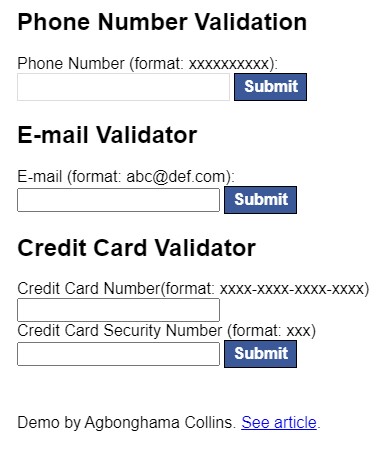 Phone Number Validation
Phone Number (format: xxxxxxxxxx):
Submit
E-mail Validator
E-mail (format: abc@def.com):
Submit
Credit Card Validator
Credit Card Number(format: xxxx-xxxx-xxxx-xxxx)
Credit Card Security Number (format: xxx)
Submit
Demo by Agbonghama Collins. See article.